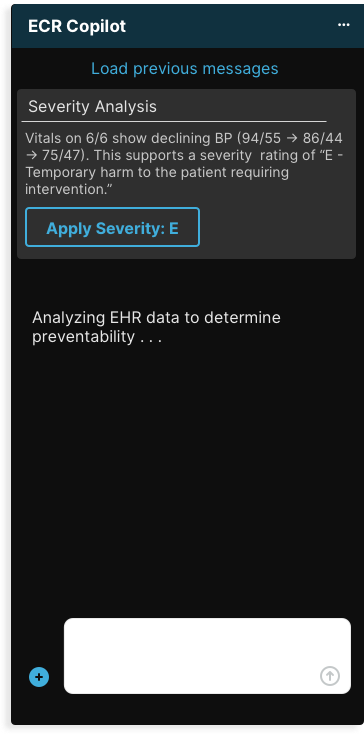 ECR Copilot
...
Load previous messages
Severity Analysis
Vitals on 6/6 show declining BP (94/55 → 86/44
→ 75/47). This supports a severity  rating of “E -
Temporary harm to the patient requiring
intervention.”
Apply Severity: E
Analyzing EHR data to determine
preventability . . .